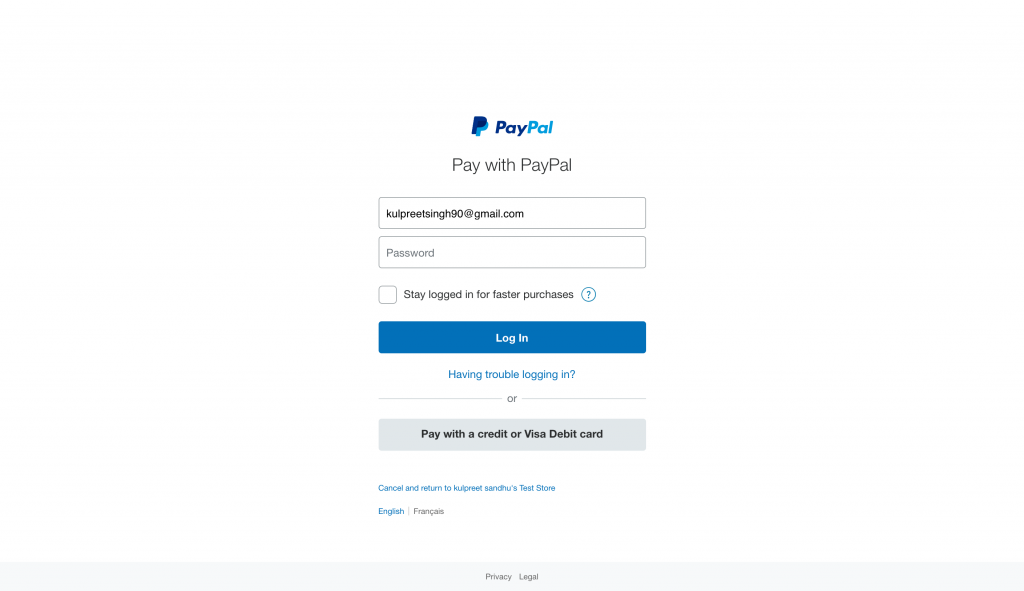 PayPal
Pay with PayPal
kulpreetsingh90@gmail.com
Password
Stay logged in for faster purchases ?
Log In
Having trouble logging in?
or
Pay with a credit or Visa Debit card
Cancel and return to kulpreet sandhu's Test Store
English | Français
Privacy Legal